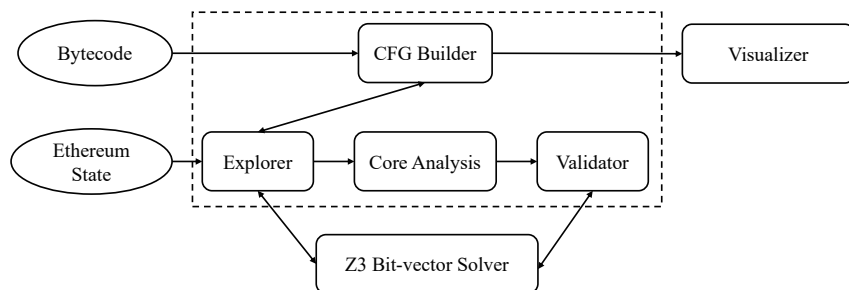 Bytecode
CFG Builder
Visualizer
Ethereum
State
Explorer
Core Analysis
Validator
Z3 Bit-vector Solver